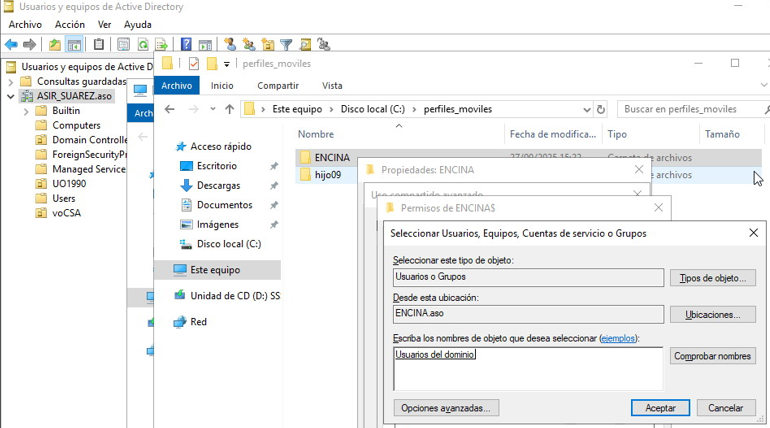 Usuarios y equipos de Active Directory
Archivo Acción Ver Ayuda
Usuarios y equipos de Active Dire
Consultas guardadas
ASIR_SUAREZ.aso
Builtin
Computers
Domain Controlle
ForeignSecurityPr
Managed Service
UO1990
Users
voCSA
Arch
perfiles_moviles
Archivo Inicio Compartir Vista
Este equipo > Disco local (C:) > perfiles_moviles
Buscar en perfiles_moviles
Acceso rápido
Escritorio
Descargas
Documentos
Imágenes
Disco local (C:)
Este equipo
Unidad de CD (D:) SS
Red
Nombre Fecha de modifica... Tipo Tamaño
ENCINA 27/09/2025 15:22 Carpeta de archivos
hijo09 de archivos
Propiedades: ENCINA
Uso compartido avanzado
Permisos de ENCINA$
Seleccionar Usuarios, Equipos, Cuentas de servicio o Grupos
Seleccionar este tipo de objeto:
Usuarios o Grupos
Tipos de objeto...
Desde esta ubicación:
ENCINA.aso
Ubicaciones...
Escriba los nombres de objeto que desea seleccionar (ejemplos):
Usuarios del dominio
Comprobar nombres
Opciones avanzadas...
Aceptar
Cancelar